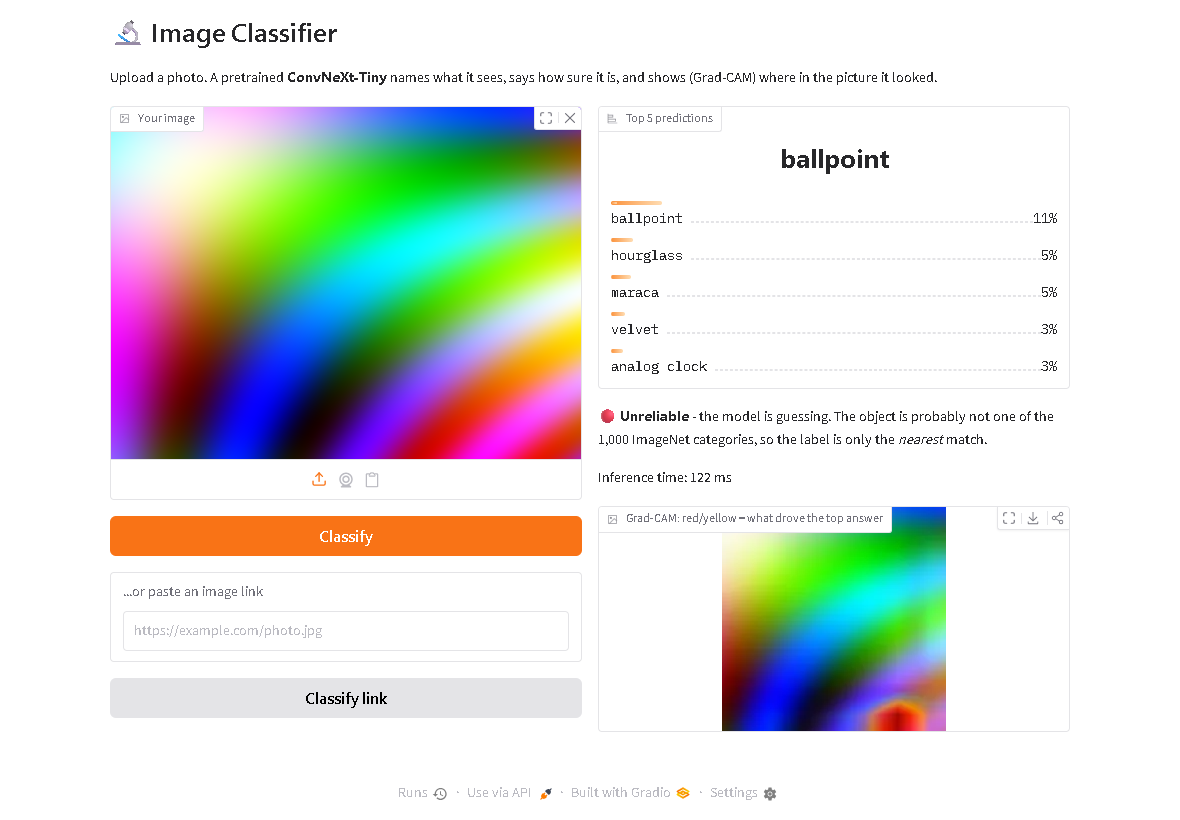 Image Classifier
Upload a photo. A pretrained ConvNeXt-Tiny names what it sees, says how sure it is, and shows (Grad-CAM) where in the picture it looked.
Your image
Classify
...or paste an image link
https://example.com/photo.jpg
Classify link
Top 5 predictions
ballpoint
ballpoint 11%
hourglass 5%
maraca 5%
velvet 3%
analog clock 3%
Unreliable - the model is guessing. The object is probably not one of the
1,000 ImageNet categories, so the label is only the nearest match.
Inference time: 122 ms
Grad-CAM: red/yellow = what drove the top answer
Runs · Use via API · Built with Gradio · Settings